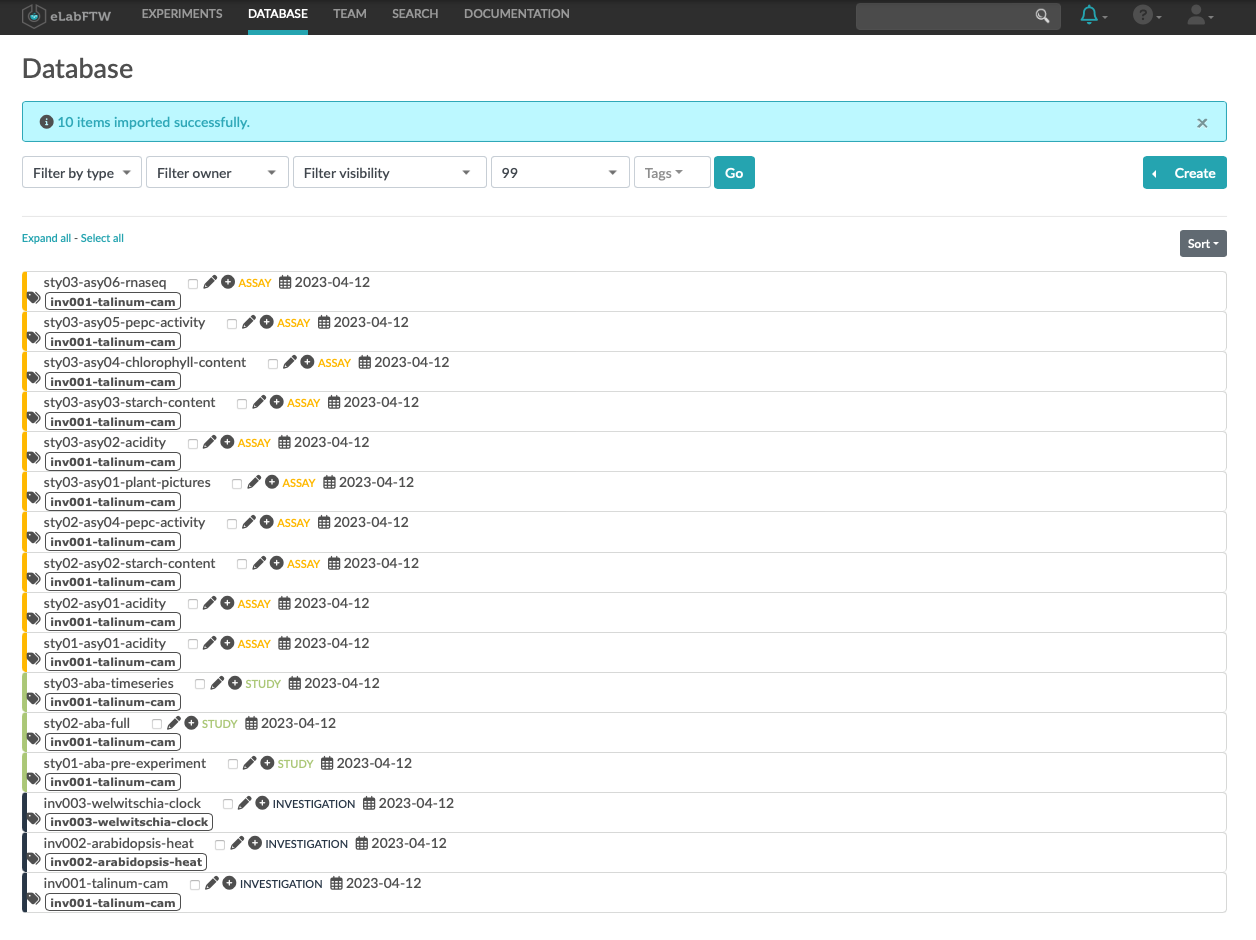 eLabFTW EXPERIMENTS DATABASE TEAM SEARCH DOCUMENTATION
Database
10 items imported successfully.
Filter by type Filter owner Filter visibility 99 Tags Go Create
Expand all - Select all
Sort
sty03-asy06-rnaseq ASSAY 2023-04-12
inv001-talinum-cam
sty03-asy05-pepc-activity ASSAY 2023-04-12
inv001-talinum-cam
sty03-asy04-chlorophyll-content ASSAY 2023-04-12
inv001-talinum-cam
sty03-asy03-starch-content ASSAY 2023-04-12
inv001-talinum-cam
sty03-asy02-acidity ASSAY 2023-04-12
inv001-talinum-cam
sty03-asy01-plant-pictures ASSAY 2023-04-12
inv001-talinum-cam
sty02-asy04-pepc-activity ASSAY 2023-04-12
inv001-talinum-cam
sty02-asy02-starch-content ASSAY 2023-04-12
inv001-talinum-cam
sty02-asy01-acidity ASSAY 2023-04-12
inv001-talinum-cam
sty01-asy01-acidity ASSAY 2023-04-12
inv001-talinum-cam
sty03-aba-timeseries STUDY 2023-04-12
inv001-talinum-cam
sty02-aba-full STUDY 2023-04-12
inv001-talinum-cam
sty01-aba-pre-experiment STUDY 2023-04-12
inv001-talinum-cam
inv003-welwitschia-clock INVESTIGATION 2023-04-12
inv003-welwitschia-clock
inv002-arabidopsis-heat INVESTIGATION 2023-04-12
inv002-arabidopsis-heat
inv001-talinum-cam INVESTIGATION 2023-04-12
inv001-talinum-cam